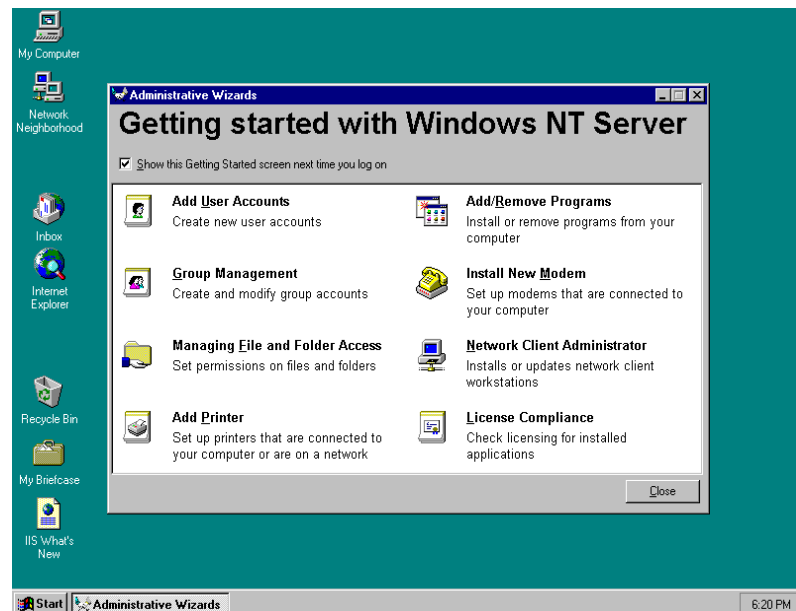 My Computer
Network
Neighborhood
Inbox
Internet
Explorer
Recycle Bin
My Briefcase
IIS What's
New
Administrative Wizards
Getting started with Windows NT Server
Show this Getting Started screen next time you log on
Add User Accounts
Create new user accounts
Group Management
Create and modify group accounts
Managing File and Folder Access
Set permissions on files and folders
Add Printer
Set up printers that are connected to
your computer or are on a network
Add/Remove Programs
Install or remove programs from your
computer
Install New Modem
Set up modems that are connected to
your computer
Network Client Administrator
Installs or updates network client
workstations
License Compliance
Check licensing for installed
applications
Close
Start
Administrative Wizards
6:20 PM